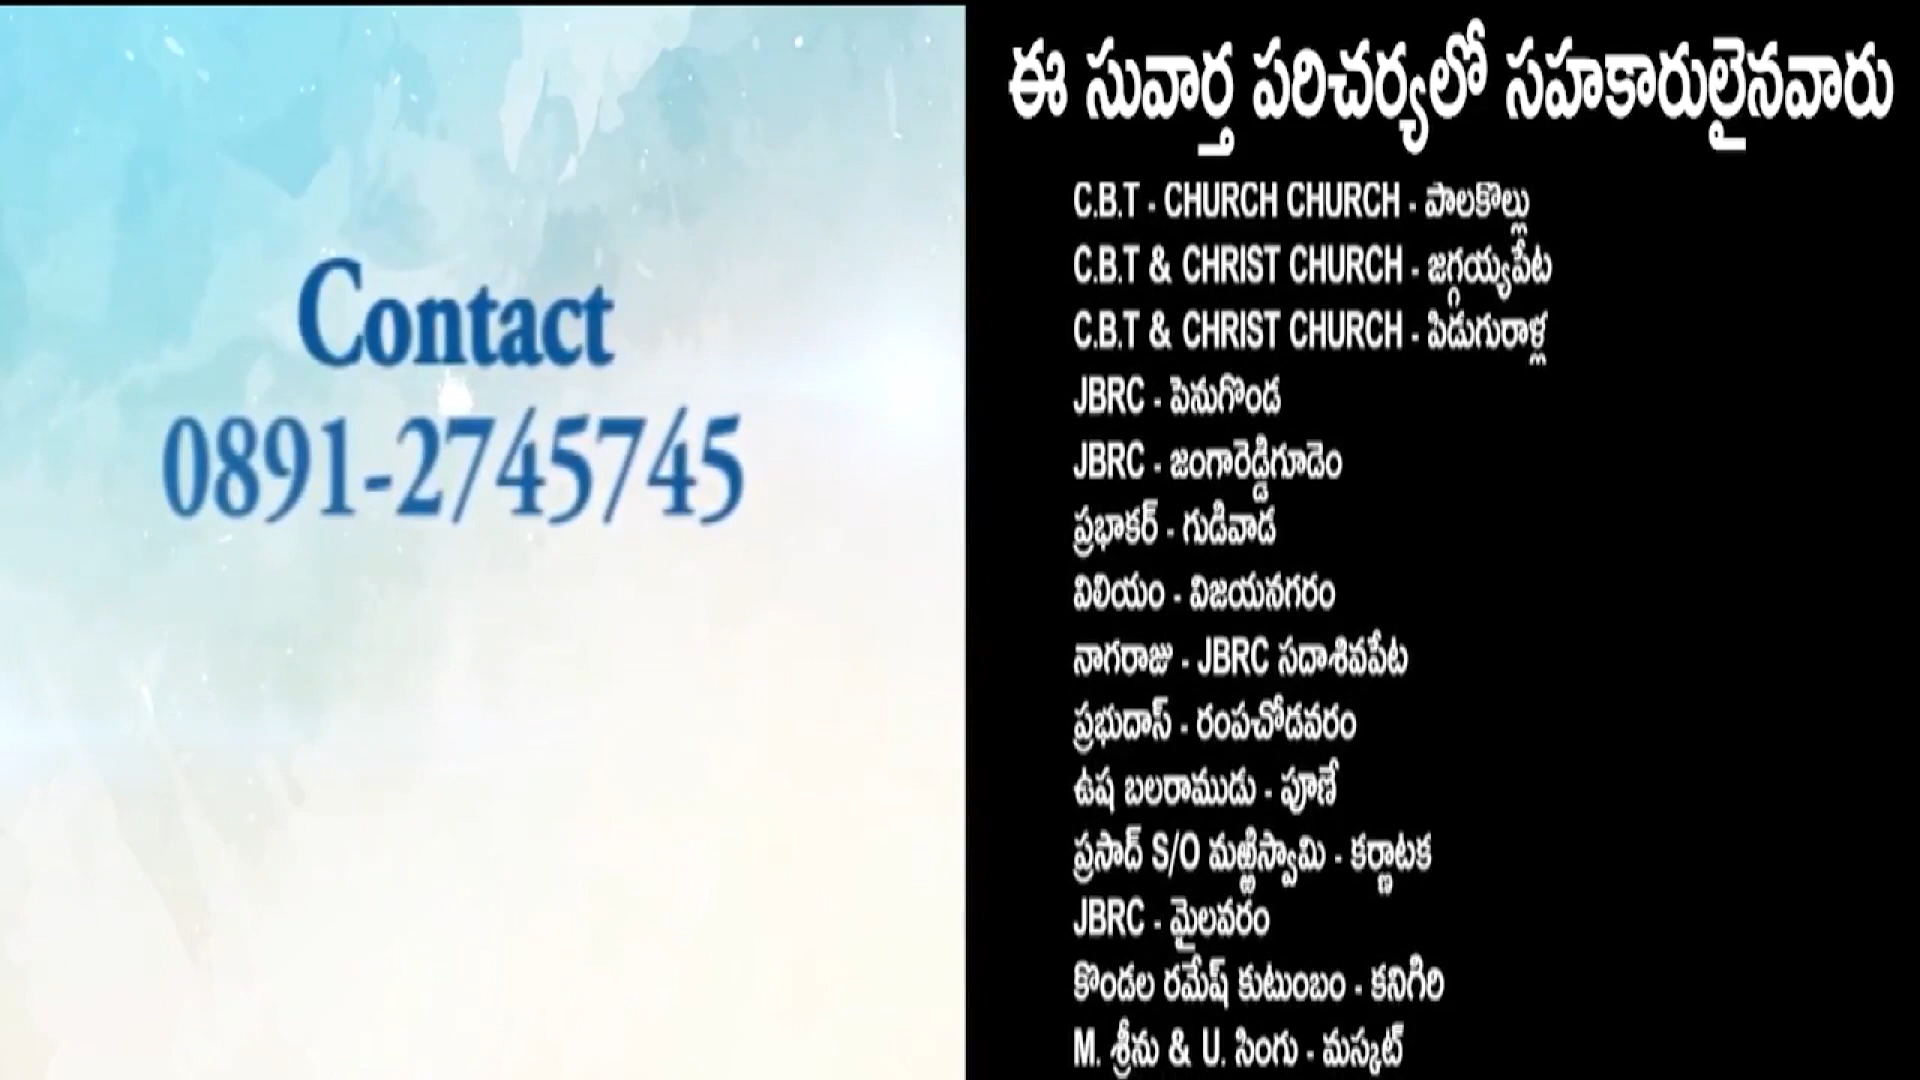 Contact
0891-2745745
ఈ సువార్త పరిచర్యలో సహకారులైనవారు
C.B.T - CHURCH CHURCH - పాలకొల్లు
C.B.T & CHRIST CHURCH - జగ్గయ్యపేట
C.B.T & CHRIST CHURCH - పిడుగురాళ్ల
JBRC - పెనుగొండ
JBRC - జంగారెడ్డిగూడెం
ప్రభాకర్ - గుడివాడ
విలియం - విజయనగరం
నాగరాజు - JBRC సదాశివపేట
ప్రభుదాస్ - రంపచోడవరం
ఉష బలరాముడు - పూణే
ప్రసాద్ S/O మఱ్ఱిస్వామి - కర్ణాటక
JBRC - మైలవరం
కొండల రమేష్ కుటుంబం - కనిగిరి
M. శ్రీను & U. సింగు - మస్కట్